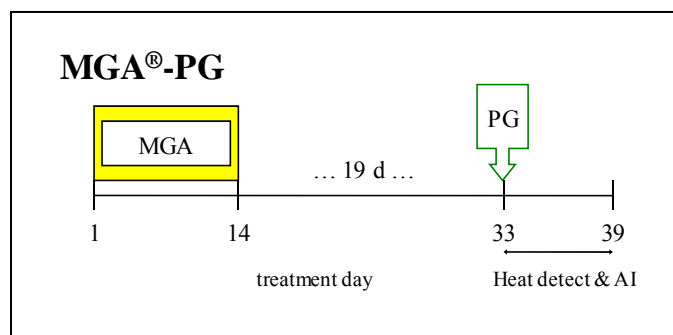 MGA®-PG
PG
MGA
… 19 d …
1 14 33 39
treatment day Heat detect & AI